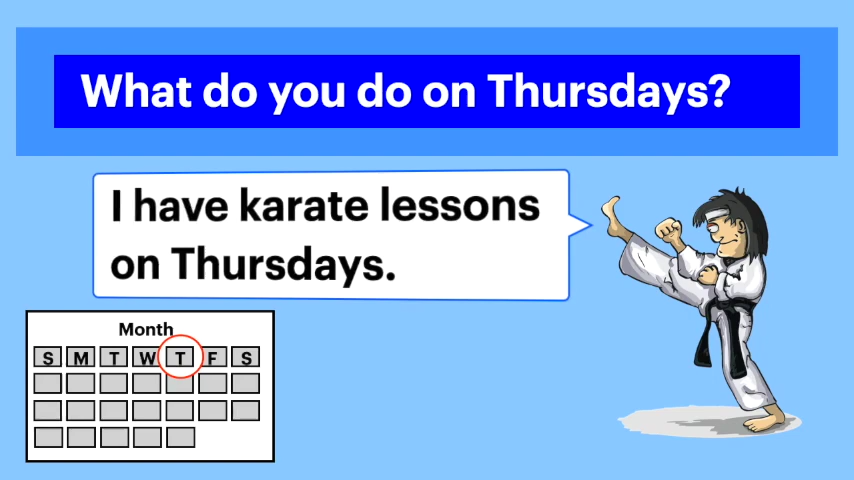 What do you do on Thursdays?
I have karate lessons
on Thursdays.
Month
S M T W T F S